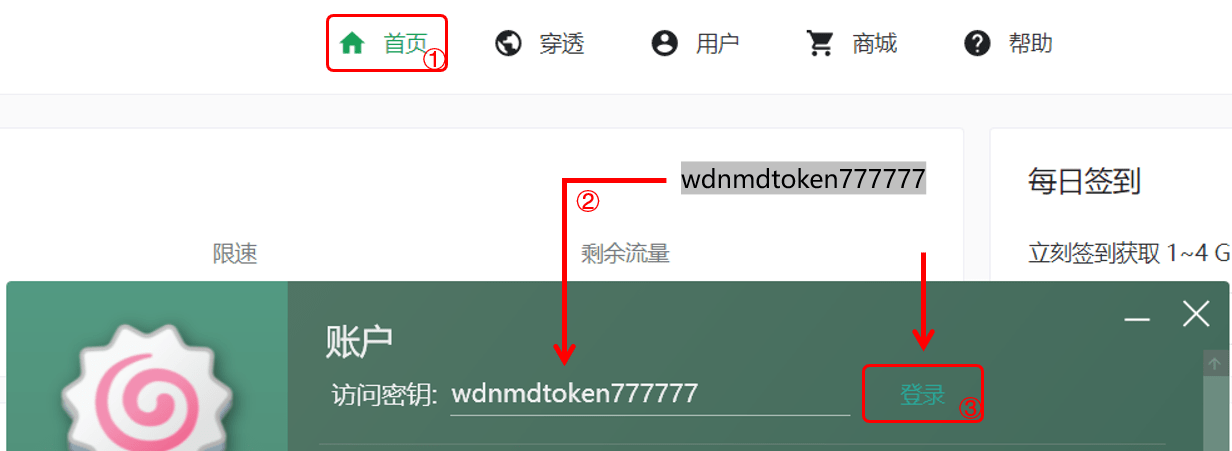 首页 ① 穿透 用户 商城 帮助
wdnmdtoken777777
②
每日签到
限速 剩余流量
立刻签到获取 1~4 G
账户
访问密钥: wdnmdtoken777777 登录 ③